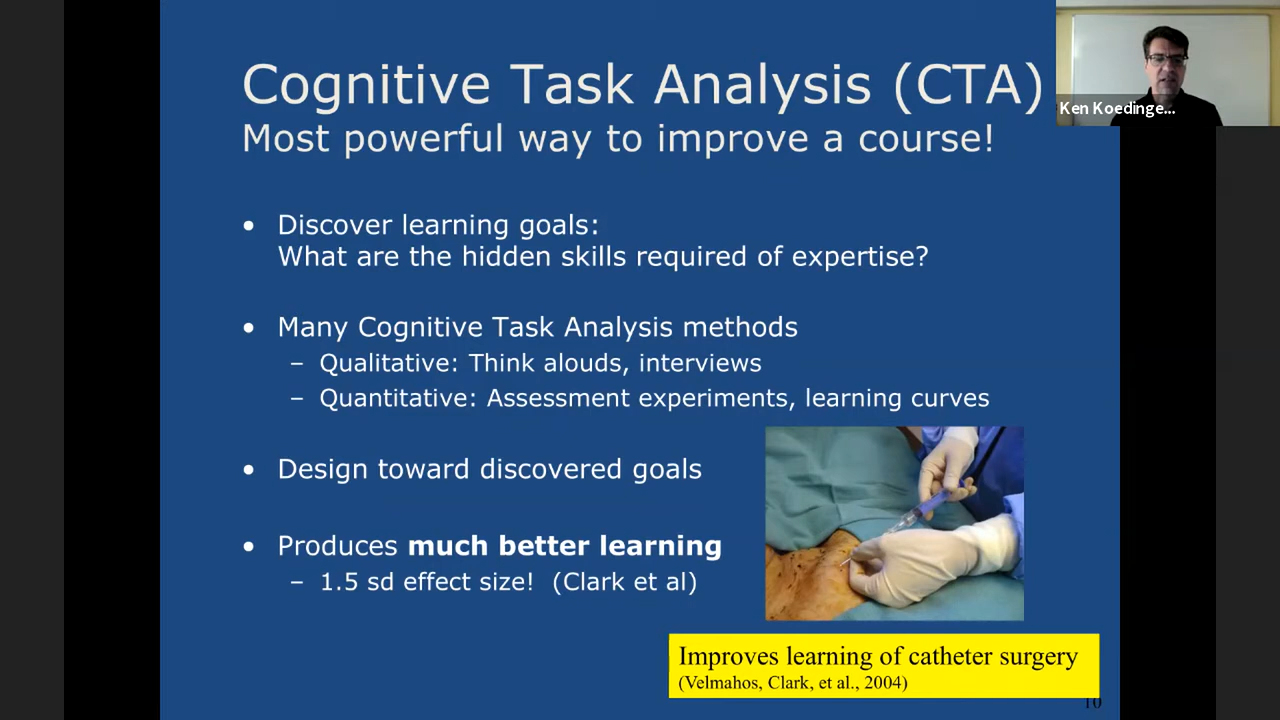 Cognitive Task Analysis (CTA)
Most powerful way to improve a course!
Ken Koedinge...
• Discover learning goals:
What are the hidden skills required of expertise?
• Many Cognitive Task Analysis methods
– Qualitative: Think alouds, interviews
– Quantitative: Assessment experiments, learning curves
• Design toward discovered goals
• Produces much better learning
– 1.5 sd effect size! (Clark et al)
Improves learning of catheter surgery
(Velmahos, Clark, et al., 2004)
10